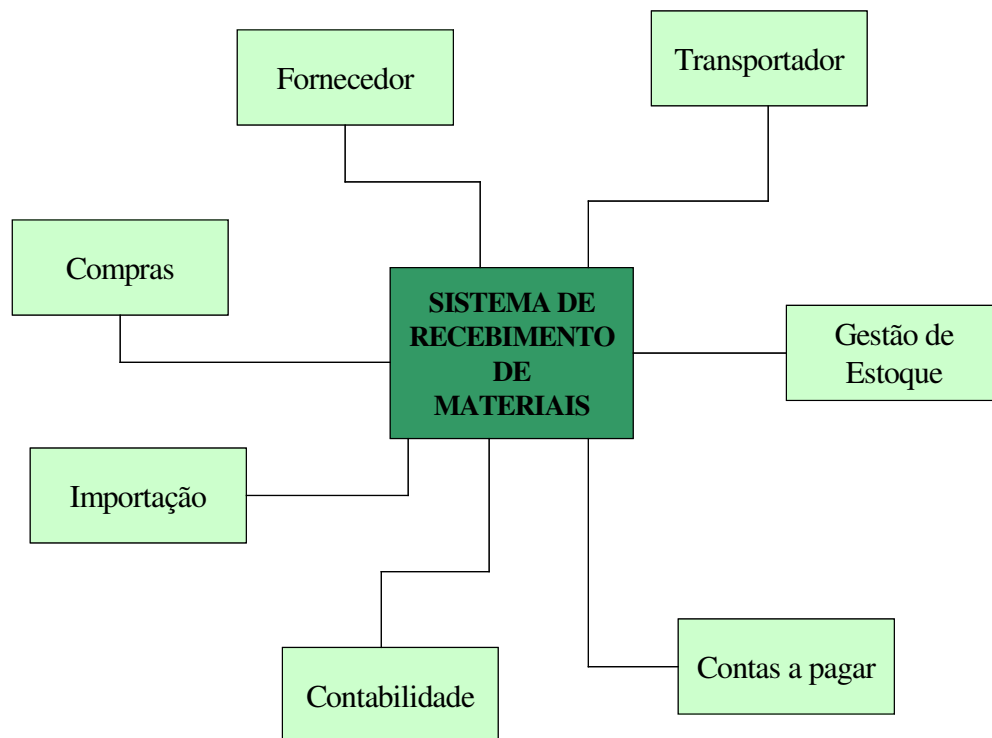 Fornecedor
Transportador
Compras
SISTEMA DE
RECEBIMENTO
DE
MATERIAIS
Gestão de
Estoque
Importação
Contabilidade
Contas a pagar